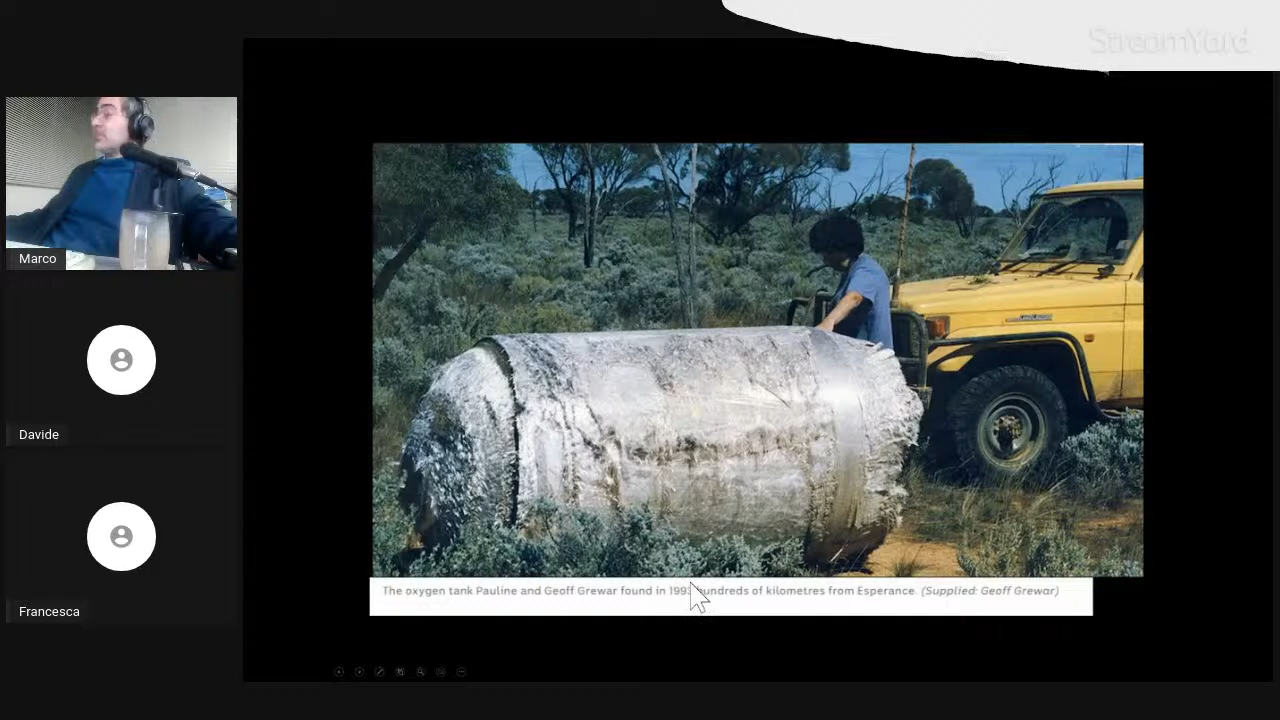 StreamYard
Marco
Davide
Francesca
The oxygen tank Pauline and Geoff Grewar found in 1993 hundreds of kilometres from Esperance. (Supplied: Geoff Grewar)